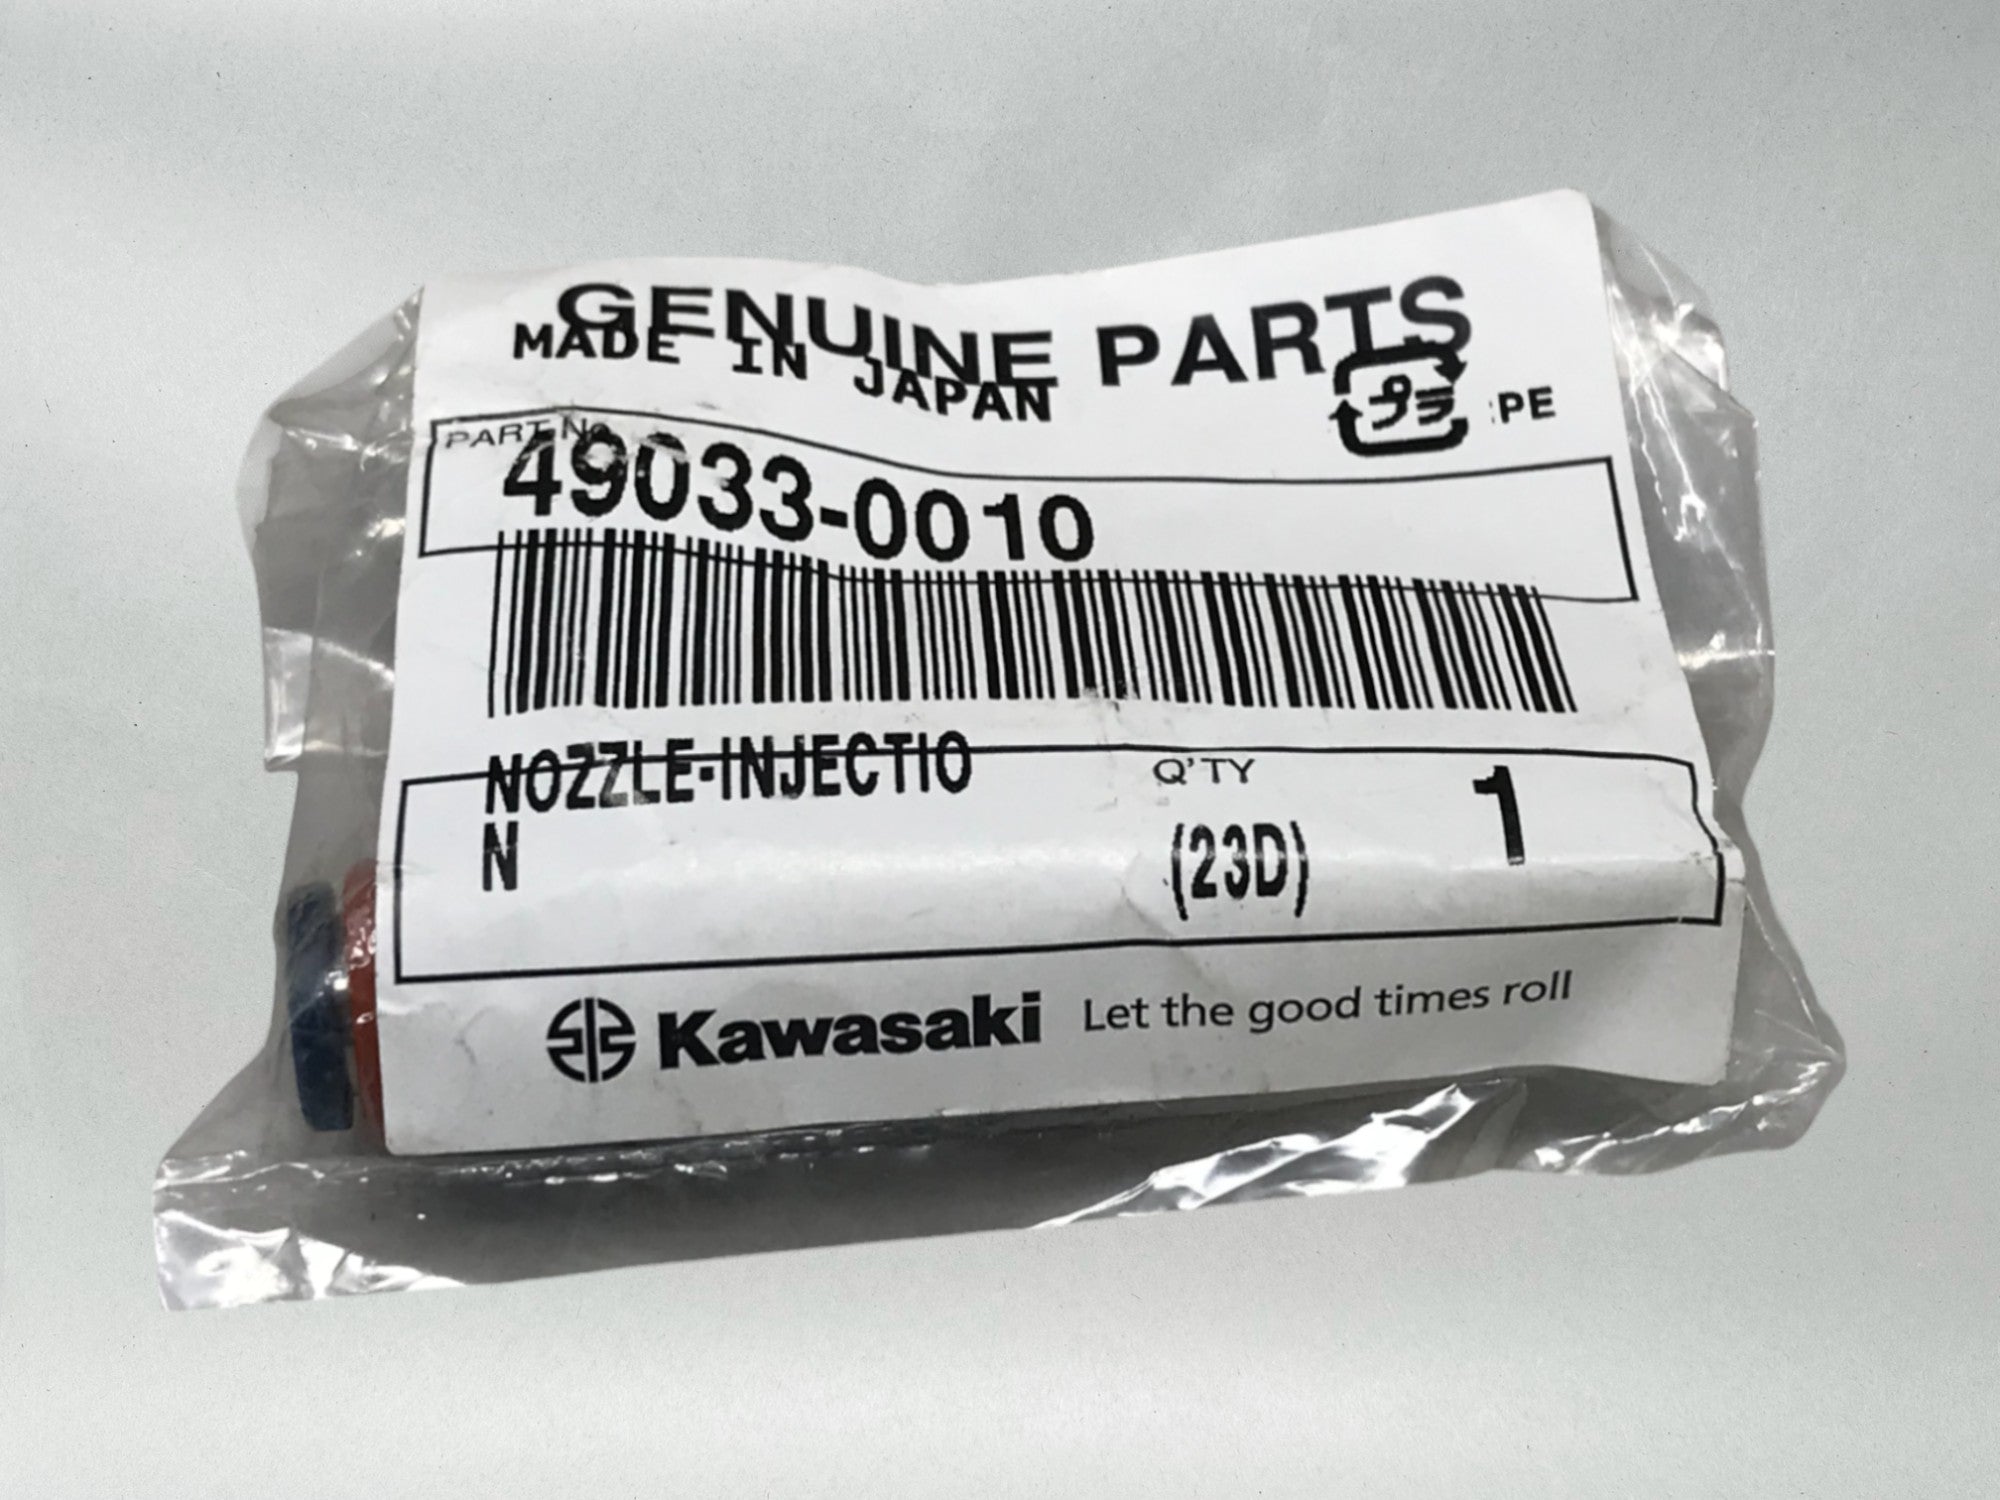 GENUINE PARTS
MADE IN JAPAN
プラ :PE
PART No.
49033-0010
NOZZLE-INJECTIO
N
Q'TY
1
(23D)
Kawasaki Let the good times roll